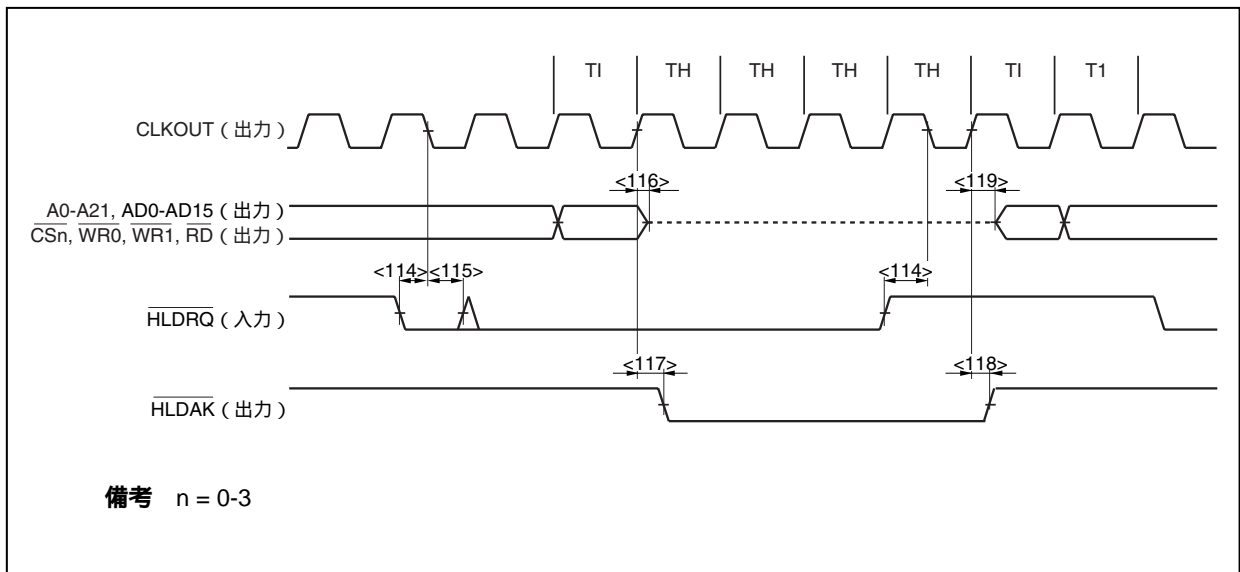 TI TH TH TH TH TI T1
CLKOUT（出力）
<116> <119>
A0-A21, AD0-AD15（出力）
CSn, WR0, WR1, RD（出力）
<114> <115> <114>
HLDRQ（入力）
<117> <118>
HLDAK（出力）
備考 n = 0-3